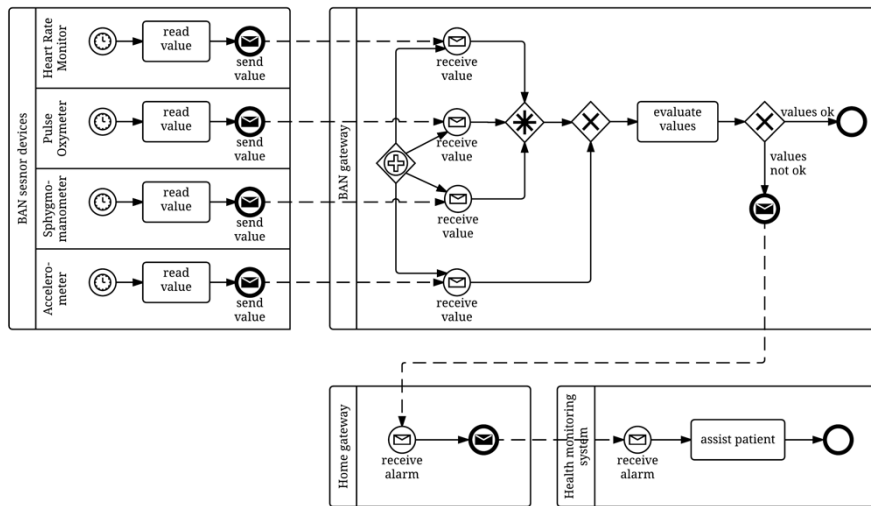 BAN sesnor devices
Heart Rate
Monitor
read
value
send
value
Pulse
Oxymeter
read
value
send
value
Sphygmo-
manometer
read
value
send
value
Accelero-
meter
read
value
send
value
BAN gateway
receive
value
receive
value
receive
value
receive
value
evaluate
values
values ok
values
not ok
Home gateway
receive
alarm
Health monitoring
system
receive
alarm
assist patient